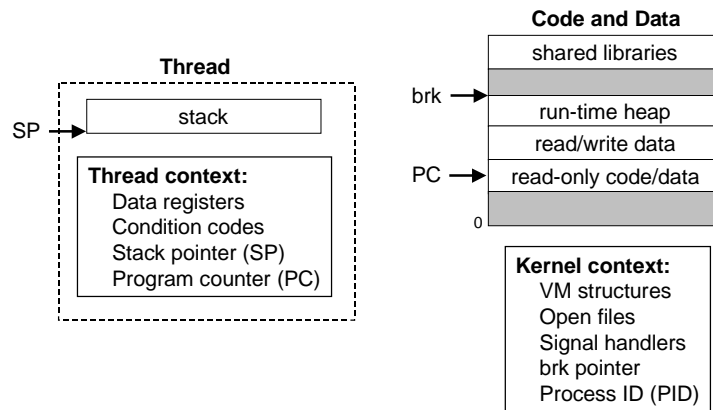 Thread
SP
stack
Thread context:
Data registers
Condition codes
Stack pointer (SP)
Program counter (PC)
Code and Data
shared libraries
brk
run-time heap
read/write data
PC
read-only code/data
0
Kernel context:
VM structures
Open files
Signal handlers
brk pointer
Process ID (PID)